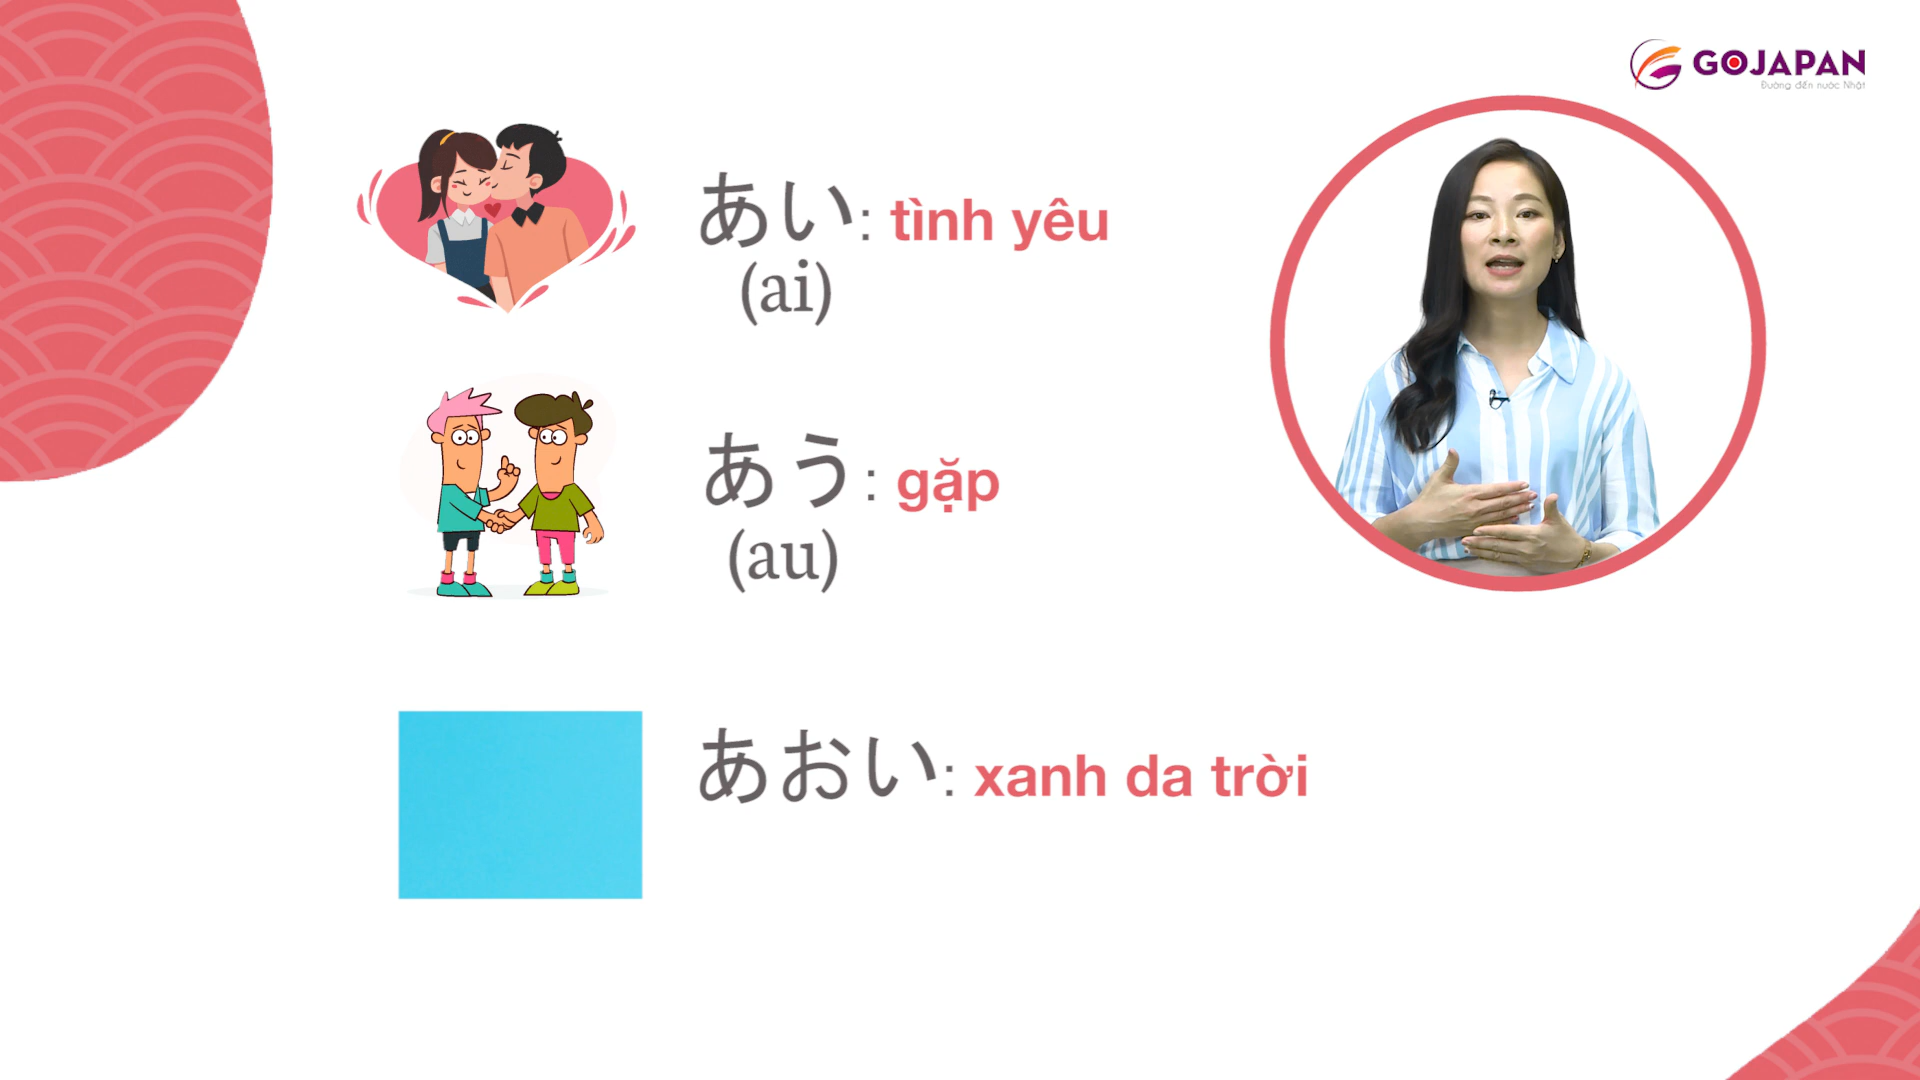 GOJAPAN
Đường đến nước Nhật
あい: tình yêu
(ai)
あう: gặp
(au)
あおい: xanh da trời